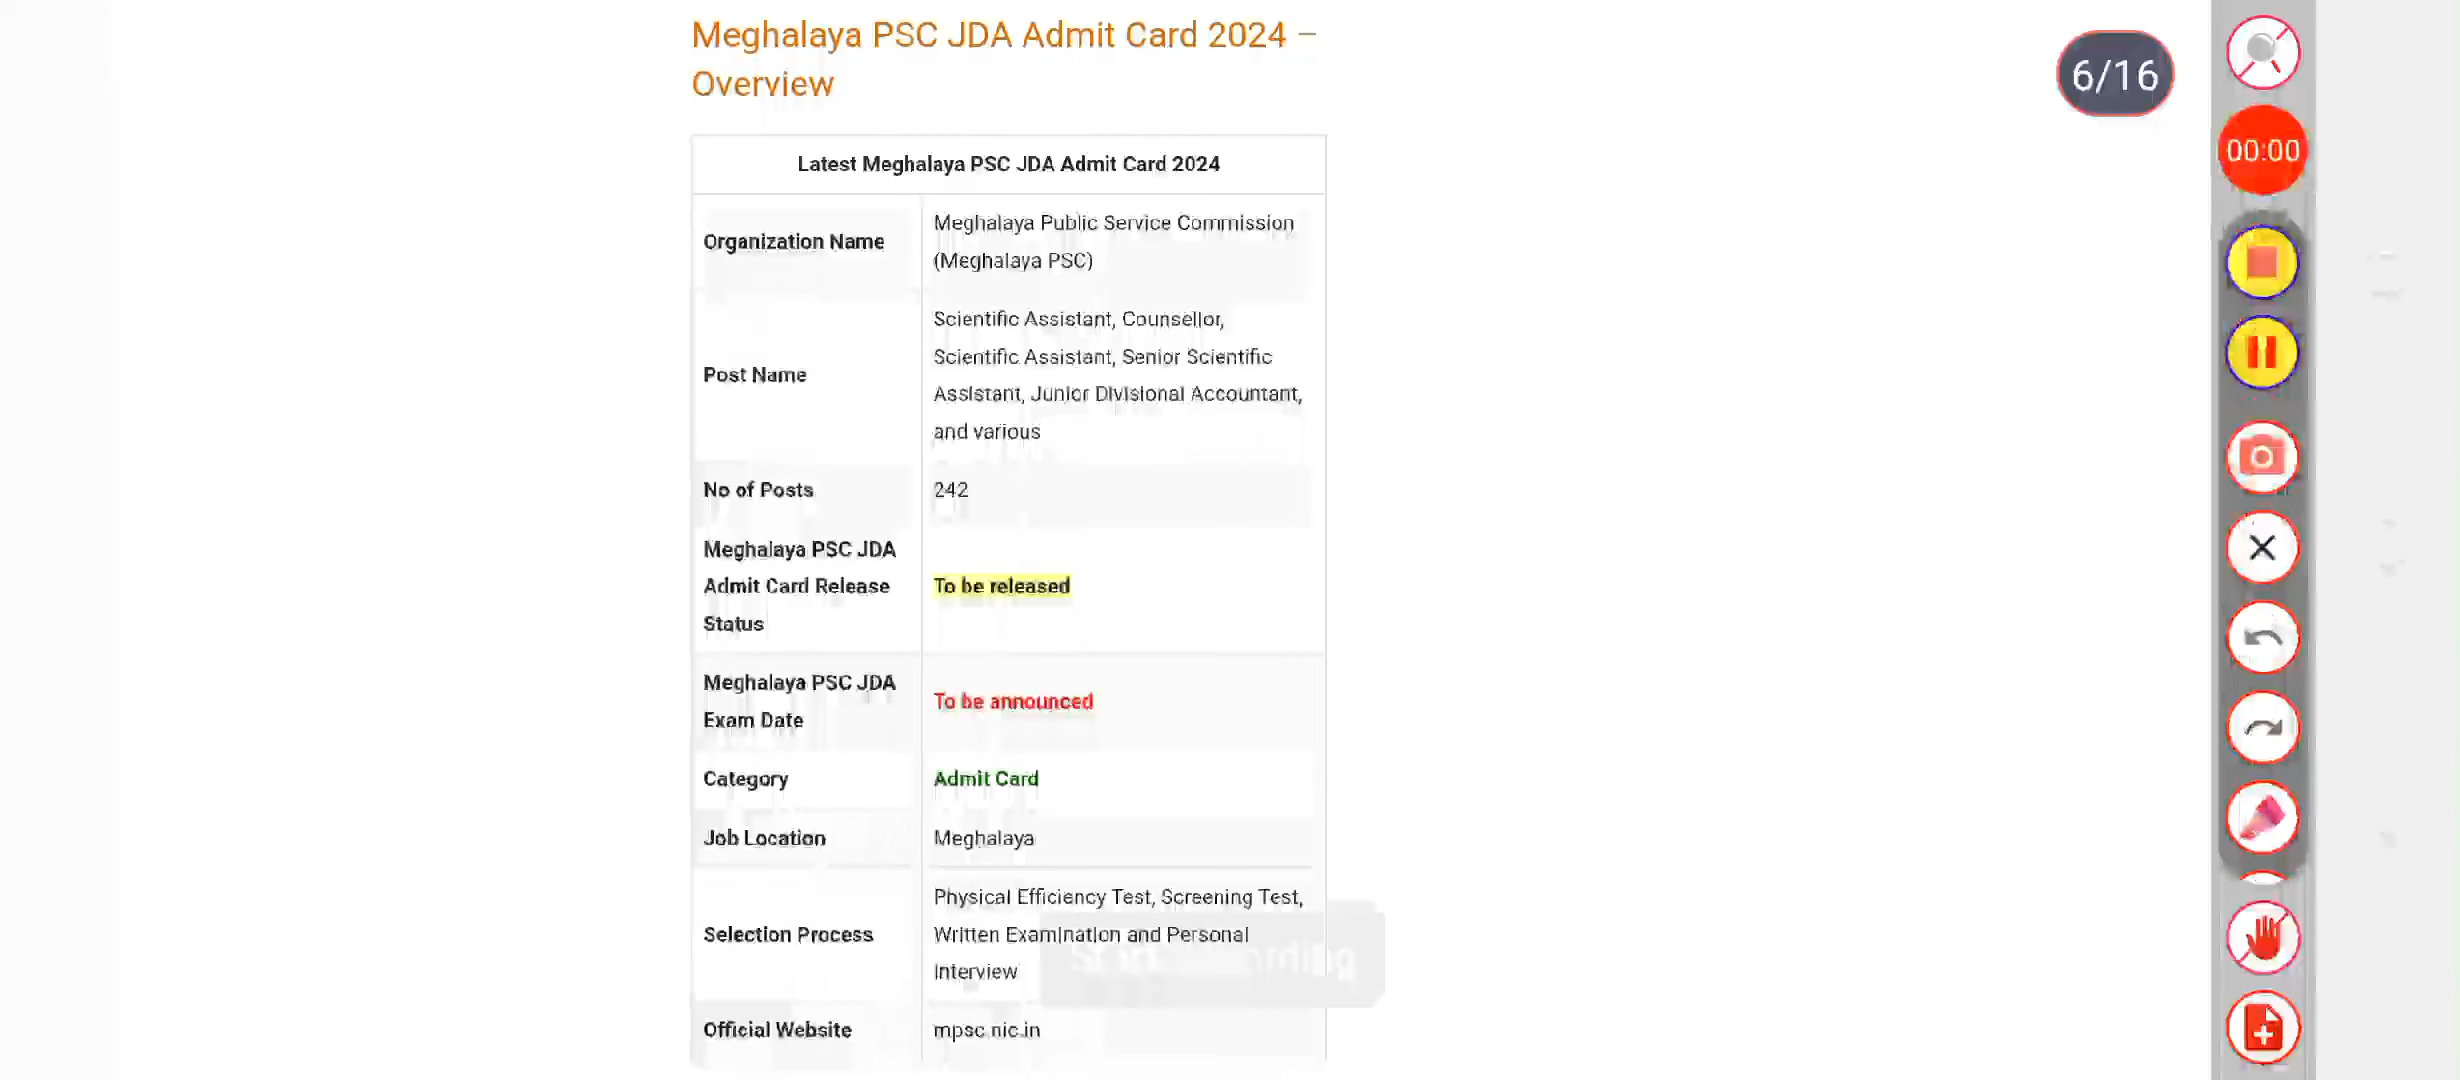 Meghalaya PSC JDA Admit Card 2024 –
Overview
6/16
00:00
Latest Meghalaya PSC JDA Admit Card 2024
Organization Name
Meghalaya Public Service Commission
(Meghalaya PSC)
Post Name
Scientific Assistant, Counsellor,
Scientific Assistant, Senior Scientific
Assistant, Junior Divisional Accountant,
and various
No of Posts
242
Meghalaya PSC JDA
Admit Card Release
Status
To be released
Meghalaya PSC JDA
Exam Date
To be announced
Category
Admit Card
Job Location
Meghalaya
Selection Process
Physical Efficiency Test, Screening Test,
Written Examination and Personal
Interview
Official Website
mpsc.nic.in